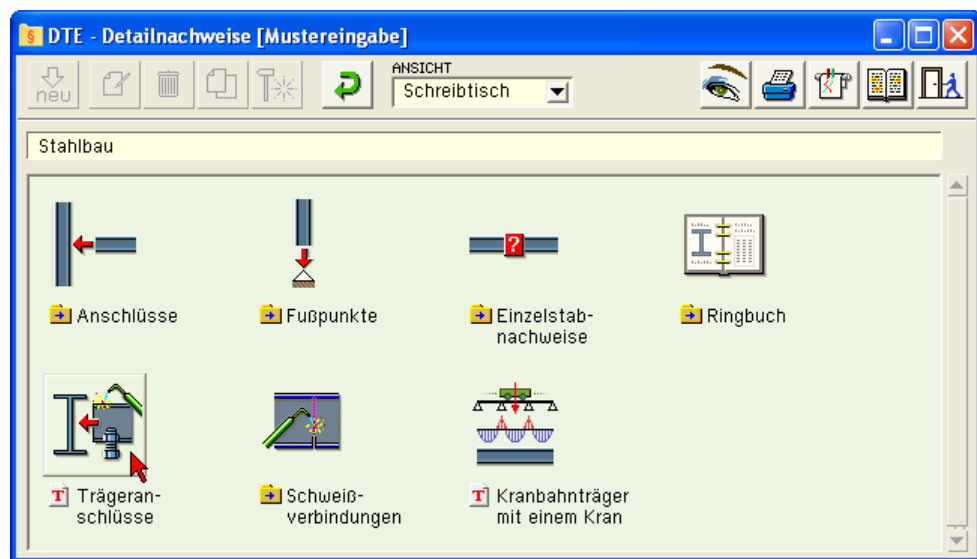 § DTE - Detailnachweise [Mustereingabe]
neu
ANSICHT
Schreibtisch
Stahlbau
Anschlüsse
Fußpunkte
?
Einzelstab-
nachweise
Ringbuch
T Trägeran-
schlüsse
Schweiß-
verbindungen
T Kranbahnträger
mit einem Kran